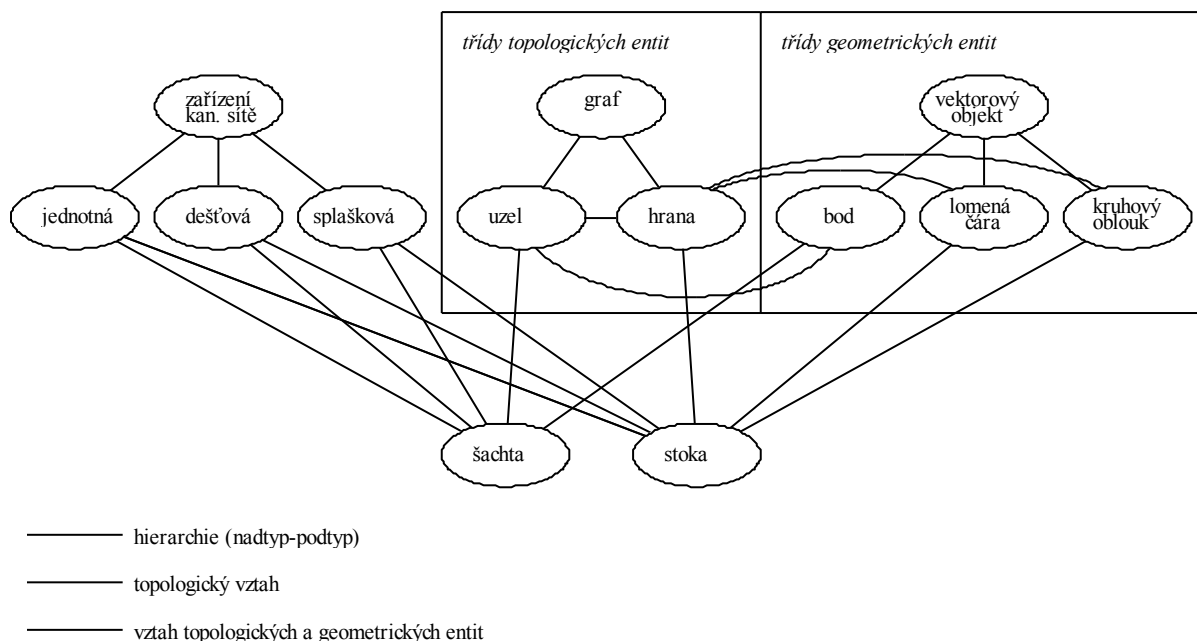 třídy topologických entit
třídy geometrických entit
zařízení
kan. sítě
graf
vektorový
objekt
jednotná
dešťová
splašková
uzel
hrana
bod
lomená
čára
kruhový
oblouk
šachta
stoka
hierarchie (nadtyp-podtyp)
topologický vztah
vztah topologických a geometrických entit